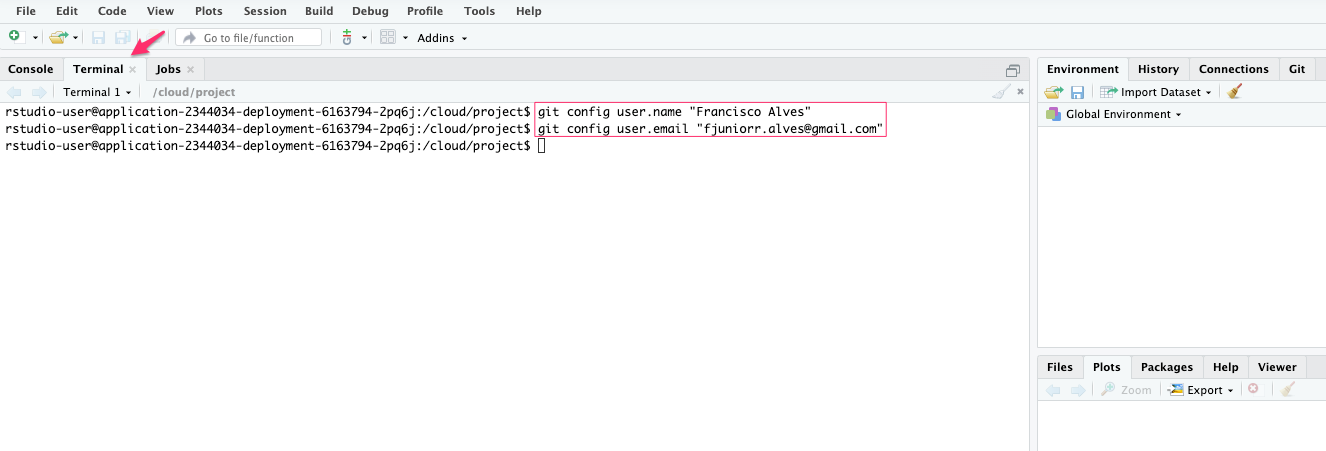 File Edit Code View Plots Session Build Debug Profile Tools Help
Go to file/function Addins
Console Terminal Jobs
Terminal 1 /cloud/project
rstudio-user@application-2344034-deployment-6163794-2pq6j:/cloud/project$ git config user.name "Francisco Alves"
rstudio-user@application-2344034-deployment-6163794-2pq6j:/cloud/project$ git config user.email "fjuniorr.alves@gmail.com"
rstudio-user@application-2344034-deployment-6163794-2pq6j:/cloud/project$
Environment History Connections Git
Import Dataset
Global Environment
Files Plots Packages Help Viewer
Zoom Export